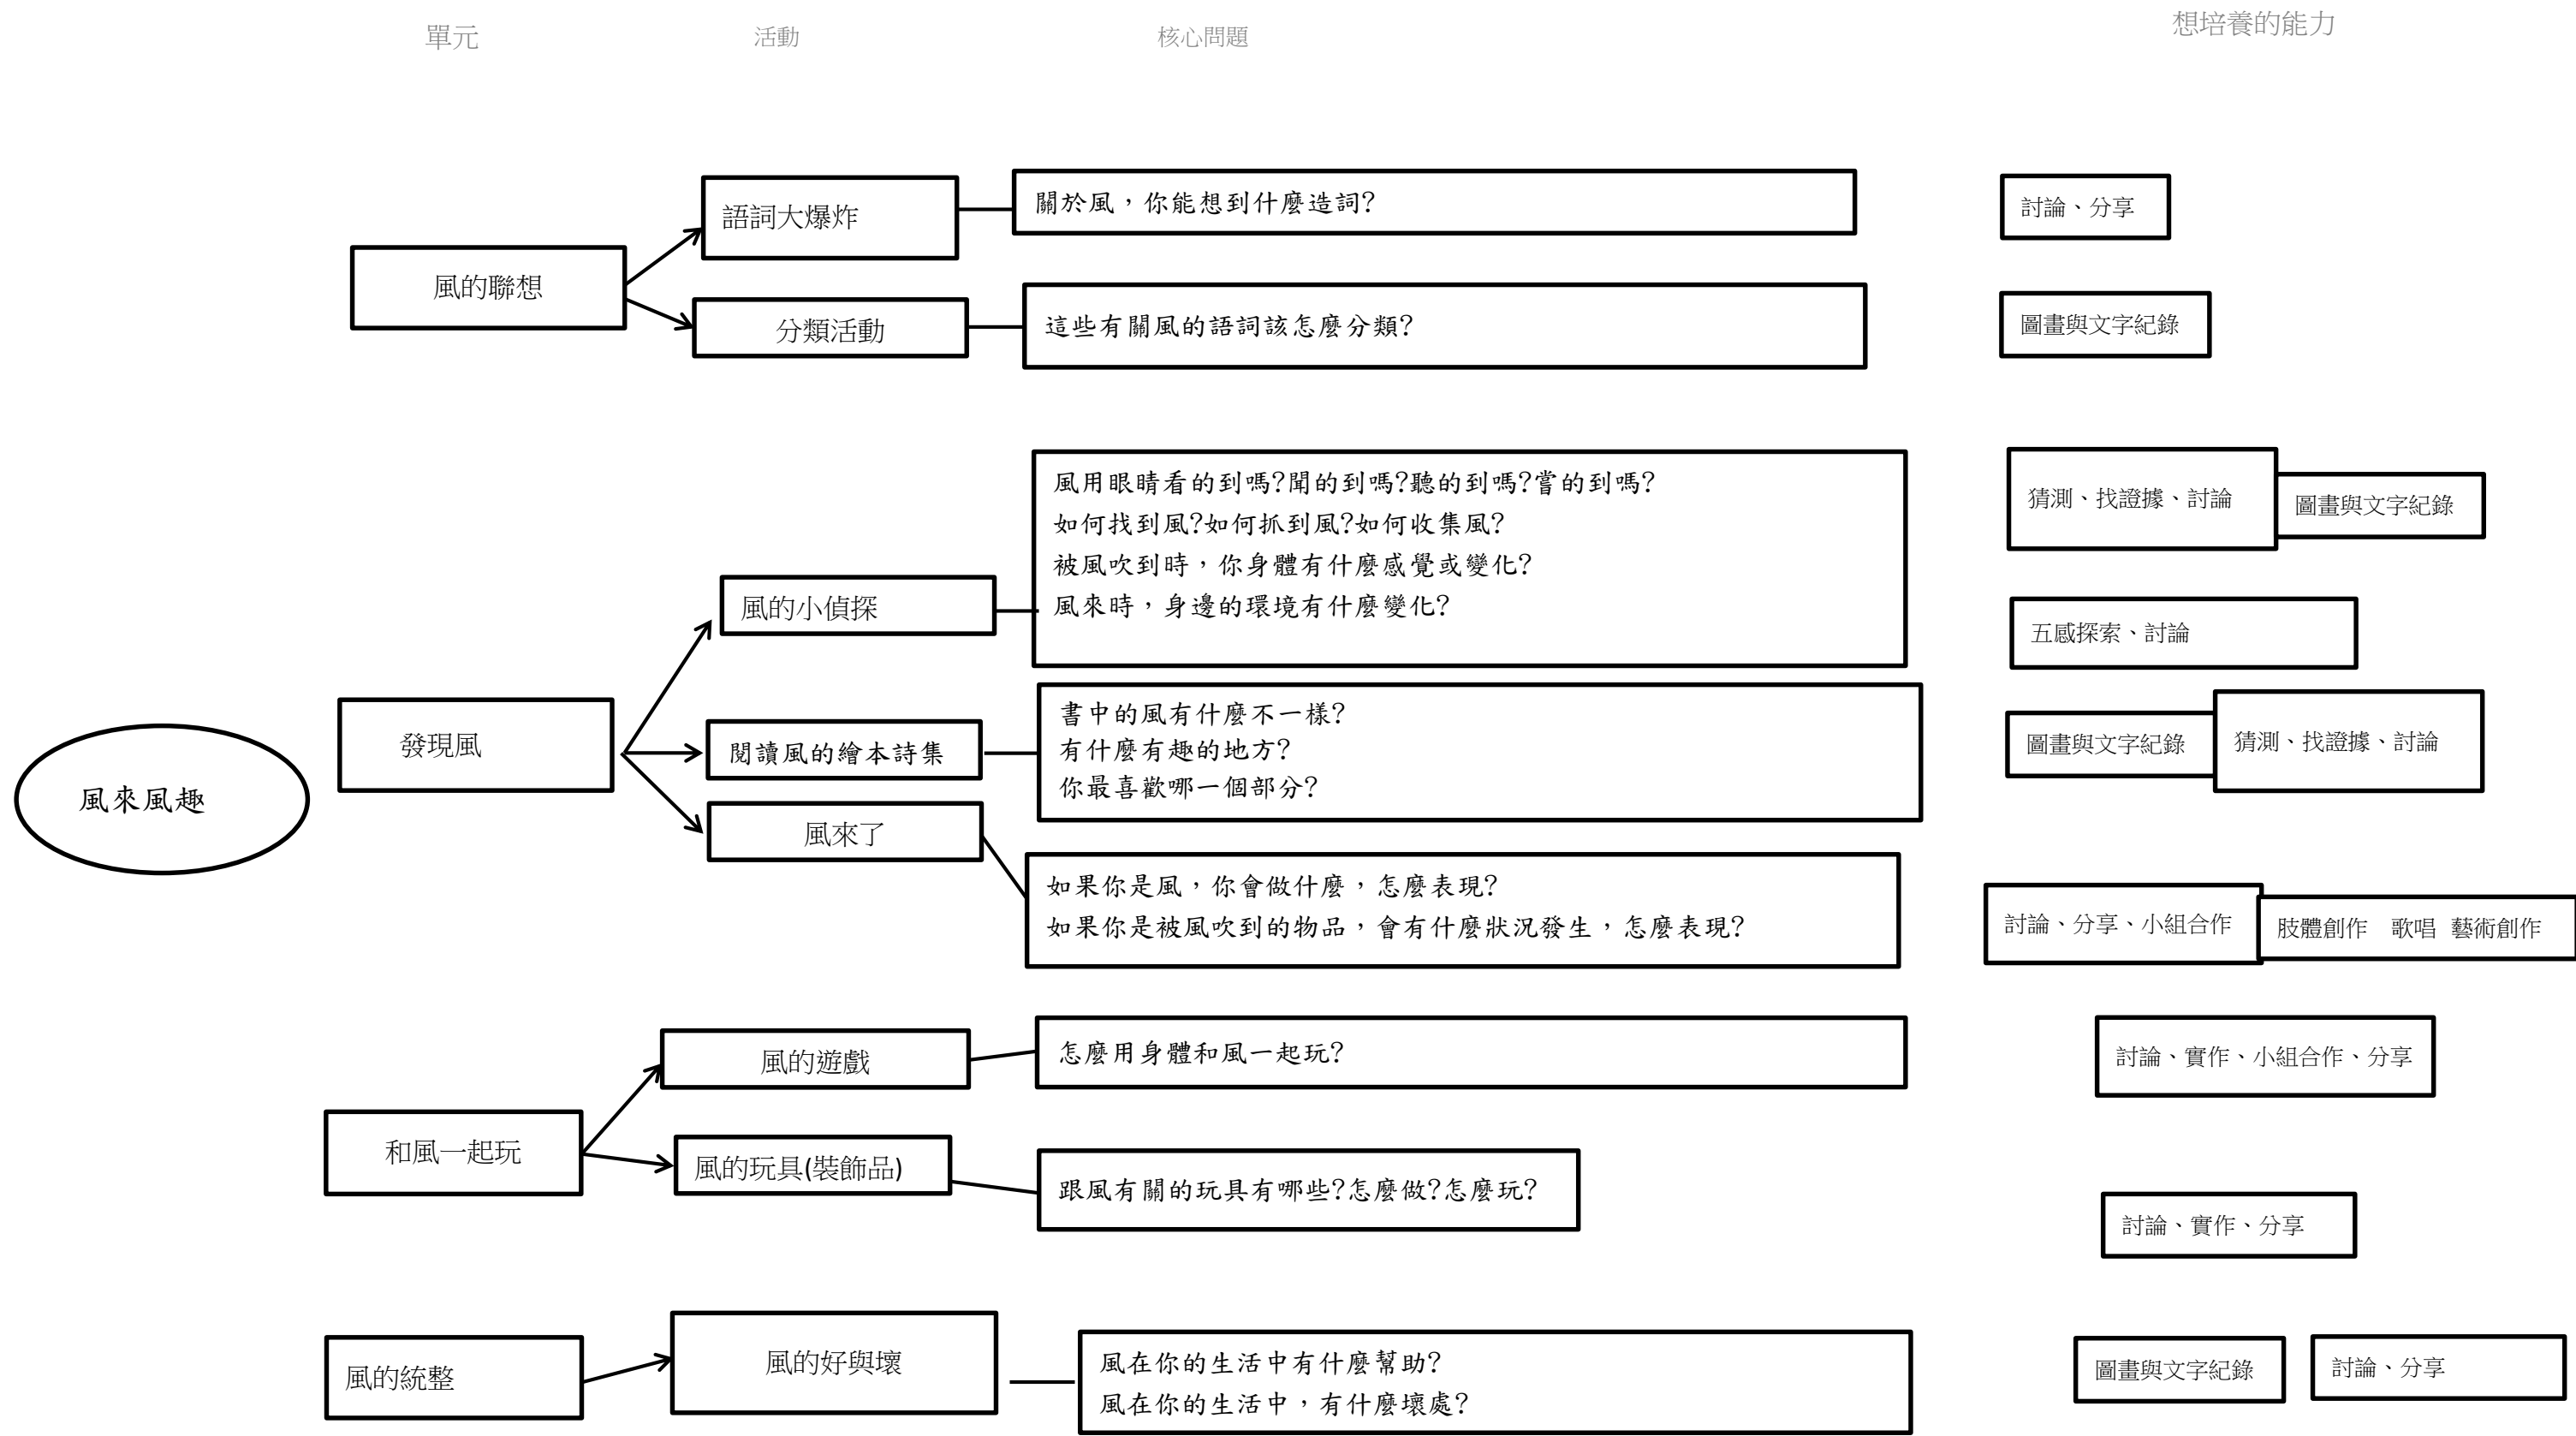 單元
活動
核心問題
想培養的能力
語詞大爆炸
關於風，你能想到什麼造詞?
討論、分享
風的聯想
分類活動
這些有關風的語詞該怎麼分類?
圖畫與文字紀錄
風用眼睛看的到嗎?聞的到嗎?聽的到嗎?嘗的到嗎?
如何找到風?如何抓到風?如何收集風?
被風吹到時，你身體有什麼感覺或變化?
風來時，身邊的環境有什麼變化?
猜測、找證據、討論
圖畫與文字紀錄
風的小偵探
五感探索、討論
風來風趣
發現風
閱讀風的繪本詩集
書中的風有什麼不一樣?
有什麼有趣的地方?
你最喜歡哪一個部分?
圖畫與文字紀錄
猜測、找證據、討論
風來了
如果你是風，你會做什麼，怎麼表現?
如果你是被風吹到的物品，會有什麼狀況發生，怎麼表現?
討論、分享、小組合作
肢體創作 歌唱 藝術創作
風的遊戲
怎麼用身體和風一起玩?
討論、實作、小組合作、分享
和風一起玩
風的玩具(裝飾品)
跟風有關的玩具有哪些?怎麼做?怎麼玩?
討論、實作、分享
風的統整
風的好與壞
風在你的生活中有什麼幫助?
風在你的生活中，有什麼壞處?
圖畫與文字紀錄
討論、分享